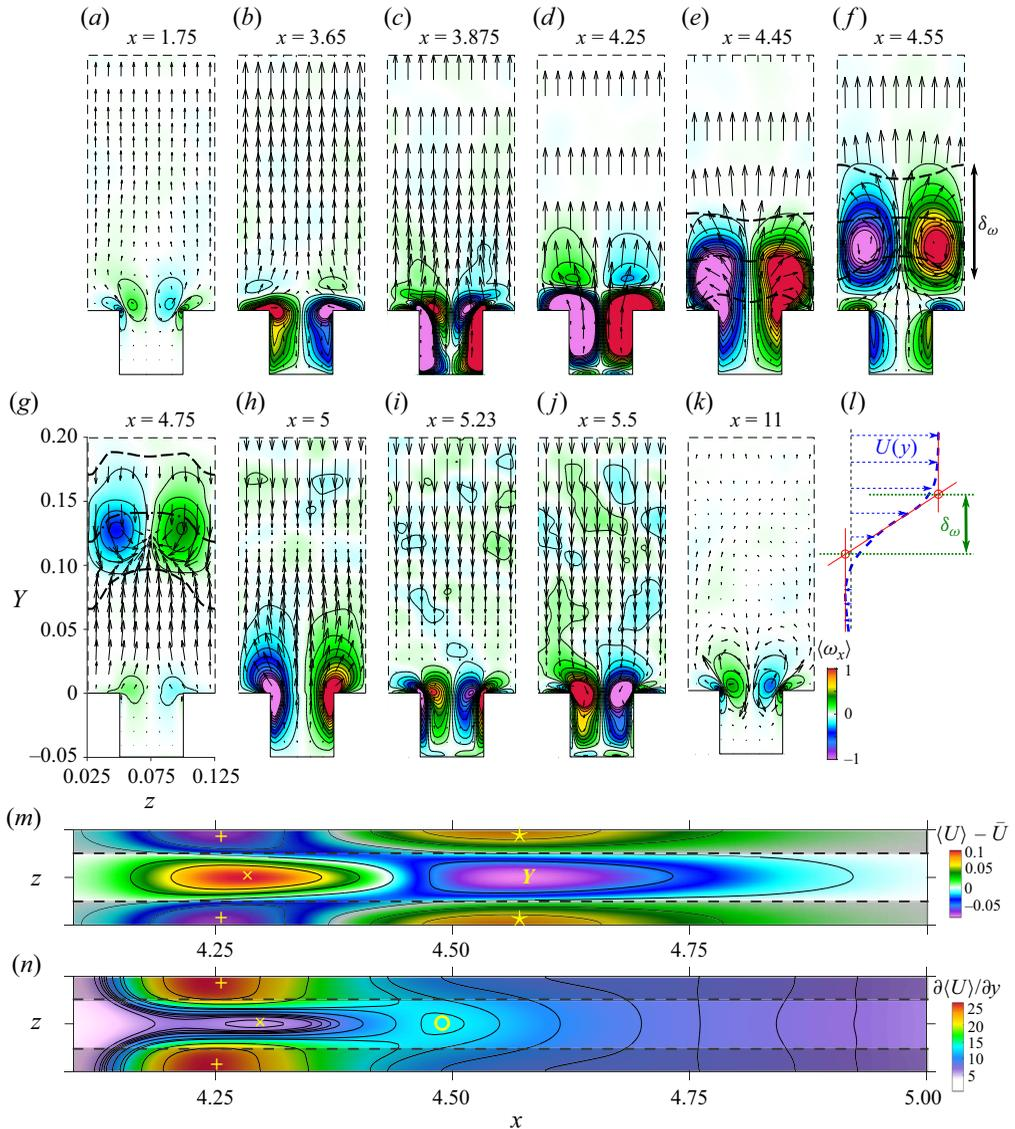 (a) (b) (c) (d) (e) (f)
x = 1.75 x = 3.65 x = 3.875 x = 4.25 x = 4.45 x = 4.55
δω
(g) (h) (i) (j) (k) (l)
x = 4.75 x = 5 x = 5.23 x = 5.5 x = 11
0.20
U(y)
0.15
δω
0.10
Y
0.05
⟨ωx⟩
1
0
0
–0.05
–1
0.025 0.075 0.125
z
(m)
⟨U⟩ − Ū
0.1
0.05
0
–0.05
z
Y
4.25 4.50 4.75
(n)
∂⟨U⟩/∂y
25
20
15
10
5
z
4.25 4.50 4.75 5.00
x